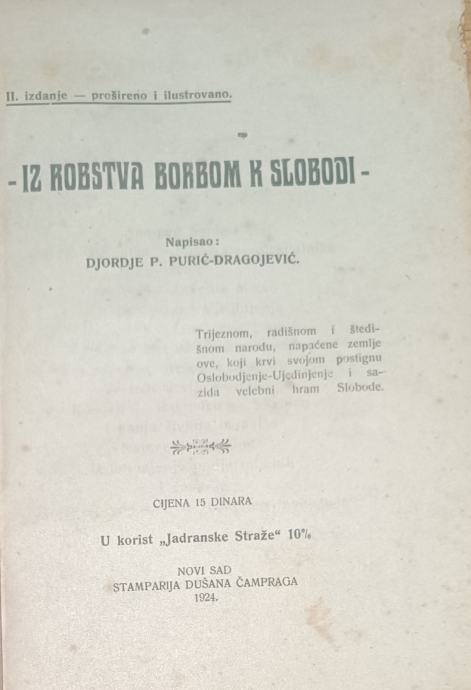 II. izdanje — prošireno i ilustrovano.
- IZ ROBSTVA BORBOM K SLOBODI -
Napisao:
DJORDJE P. PURIĆ-DRAGOJEVIĆ.
Trijeznom, radišnom i štedi-
šnom narodu, napaćene zemlje
ove, koji krvi svojom postignu
Oslobodjenje-Ujedinjenje i sa-
zida velebni hram Slobode.
CIJENA 15 DINARA
U korist „Jadranske Straže“ 10%
NOVI SAD
ŠTAMPARIJA DUŠANA ČAMPRAGA
1924.